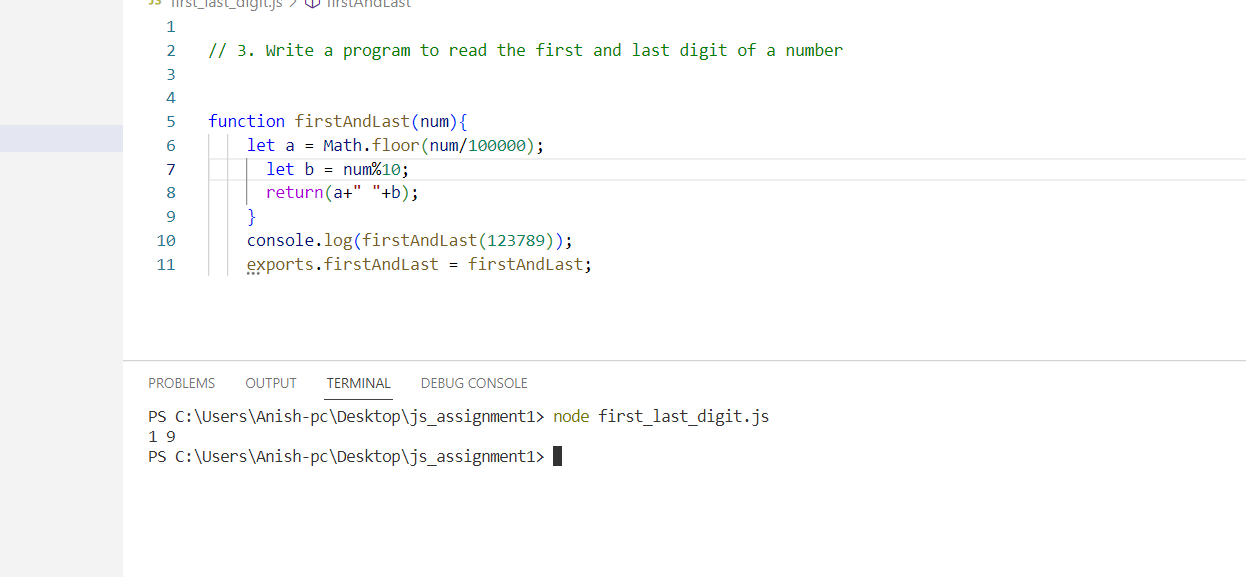 JS first_last_digit.js > firstAndLast
1
2 // 3. Write a program to read the first and last digit of a number
3
4
5 function firstAndLast(num){
6 let a = Math.floor(num/100000);
7 let b = num%10;
8 return(a+" "+b);
9 }
10 console.log(firstAndLast(123789));
11 exports.firstAndLast = firstAndLast;
PROBLEMS OUTPUT TERMINAL DEBUG CONSOLE
PS C:\Users\Anish-pc\Desktop\js_assignment1> node first_last_digit.js
1 9
PS C:\Users\Anish-pc\Desktop\js_assignment1>